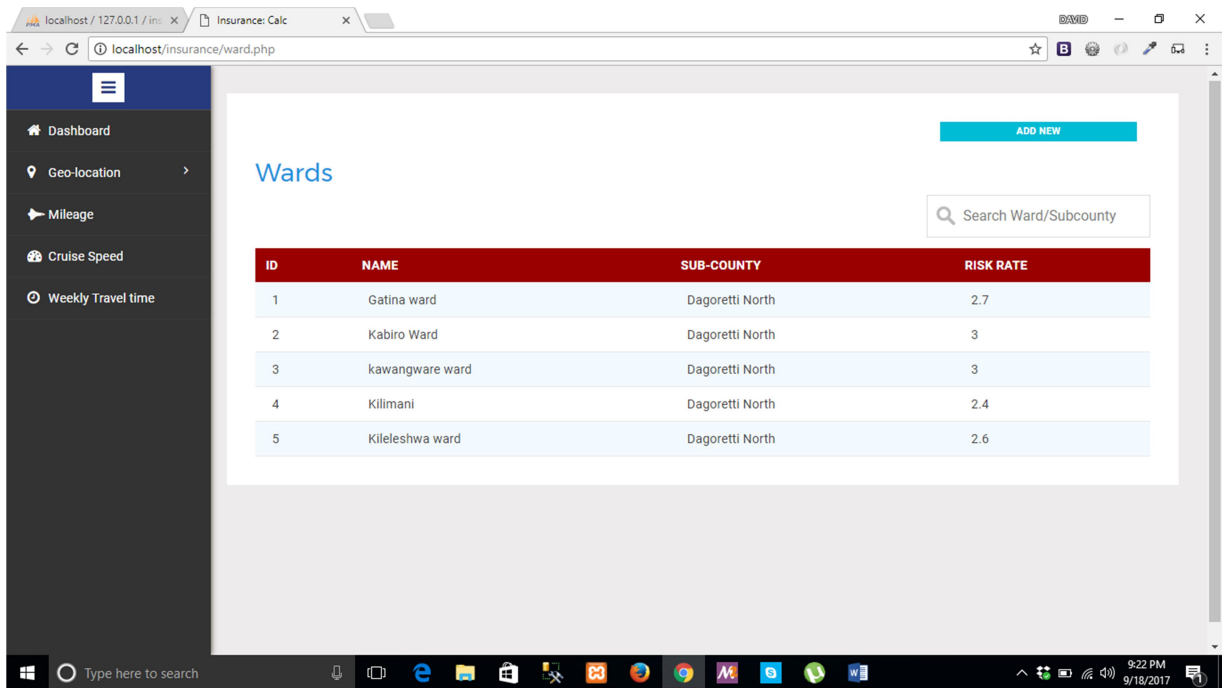 localhost / 127.0.0.1 / ins
Insurance: Calc
DAVID
localhost/insurance/ward.php
Dashboard
Geo-location
Mileage
Cruise Speed
Weekly Travel time
ADD NEW
Wards
Search Ward/Subcounty
ID NAME SUB-COUNTY RISK RATE
1 Gatina ward Dagoretti North 2.7
2 Kabiro Ward Dagoretti North 3
3 kawangware ward Dagoretti North 3
4 Kilimani Dagoretti North 2.4
5 Kileleshwa ward Dagoretti North 2.6
Type here to search
9:22 PM
9/18/2017